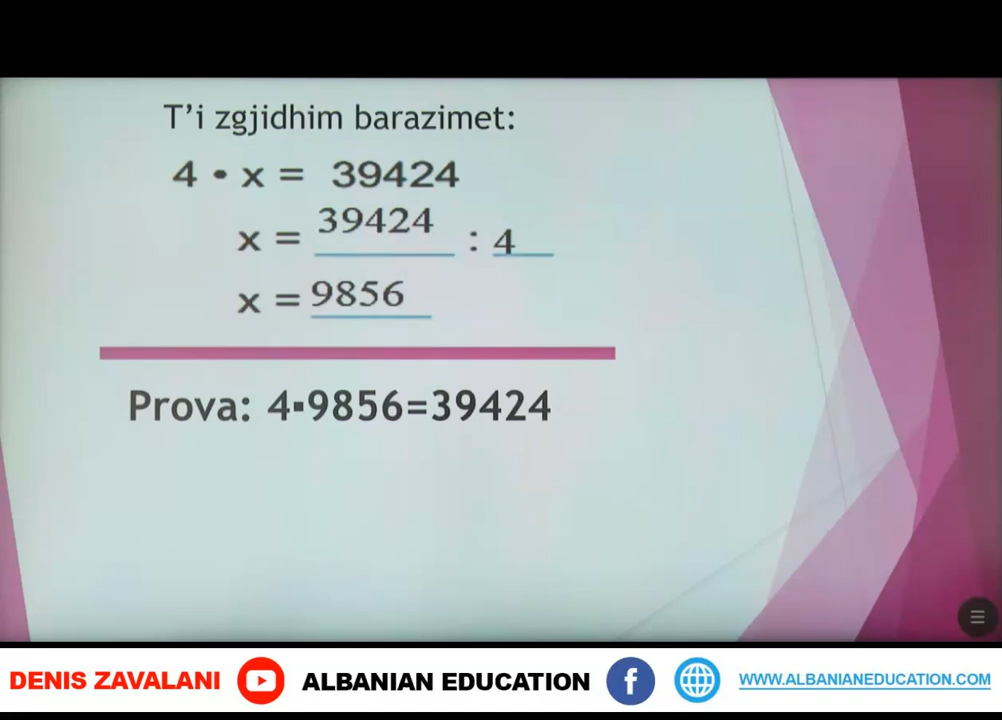 T'i zgjidhim barazimet:
4 • x = 39424
x = 39424 : 4
x = 9856
Prova: 4▪9856=39424
DENIS ZAVALANI ALBANIAN EDUCATION f WWW.ALBANIANEDUCATION.COM